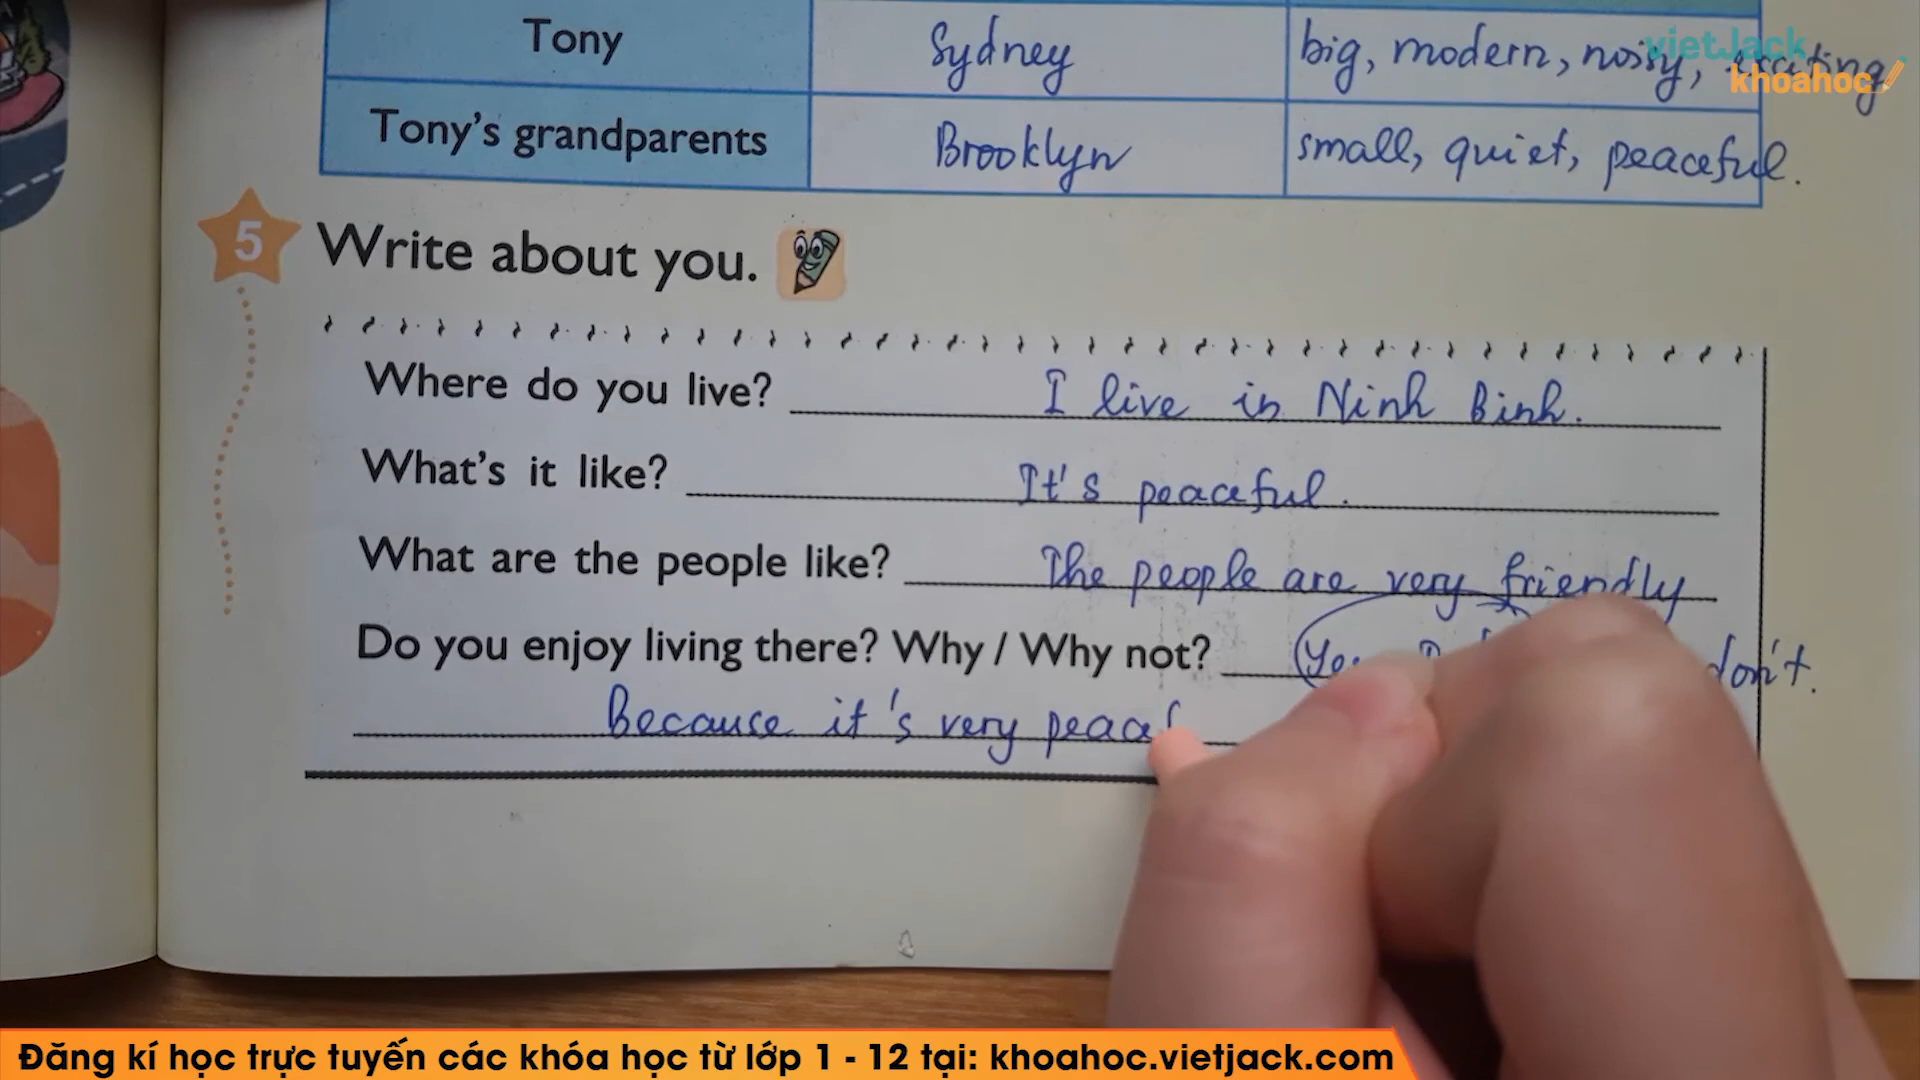 Tony Sydney big, modern, noisy, exciting
vietJack
khoahoc
Tony's grandparents Brooklyn small, quiet, peaceful.
5 Write about you.
Where do you live? I live in Ninh Binh.
What's it like? It's peaceful.
What are the people like? The people are very friendly
Do you enjoy living there? Why / Why not? don't.
Because it's very
Đăng kí học trực tuyến các khóa học từ lớp 1 - 12 tại: khoahoc.vietjack.com